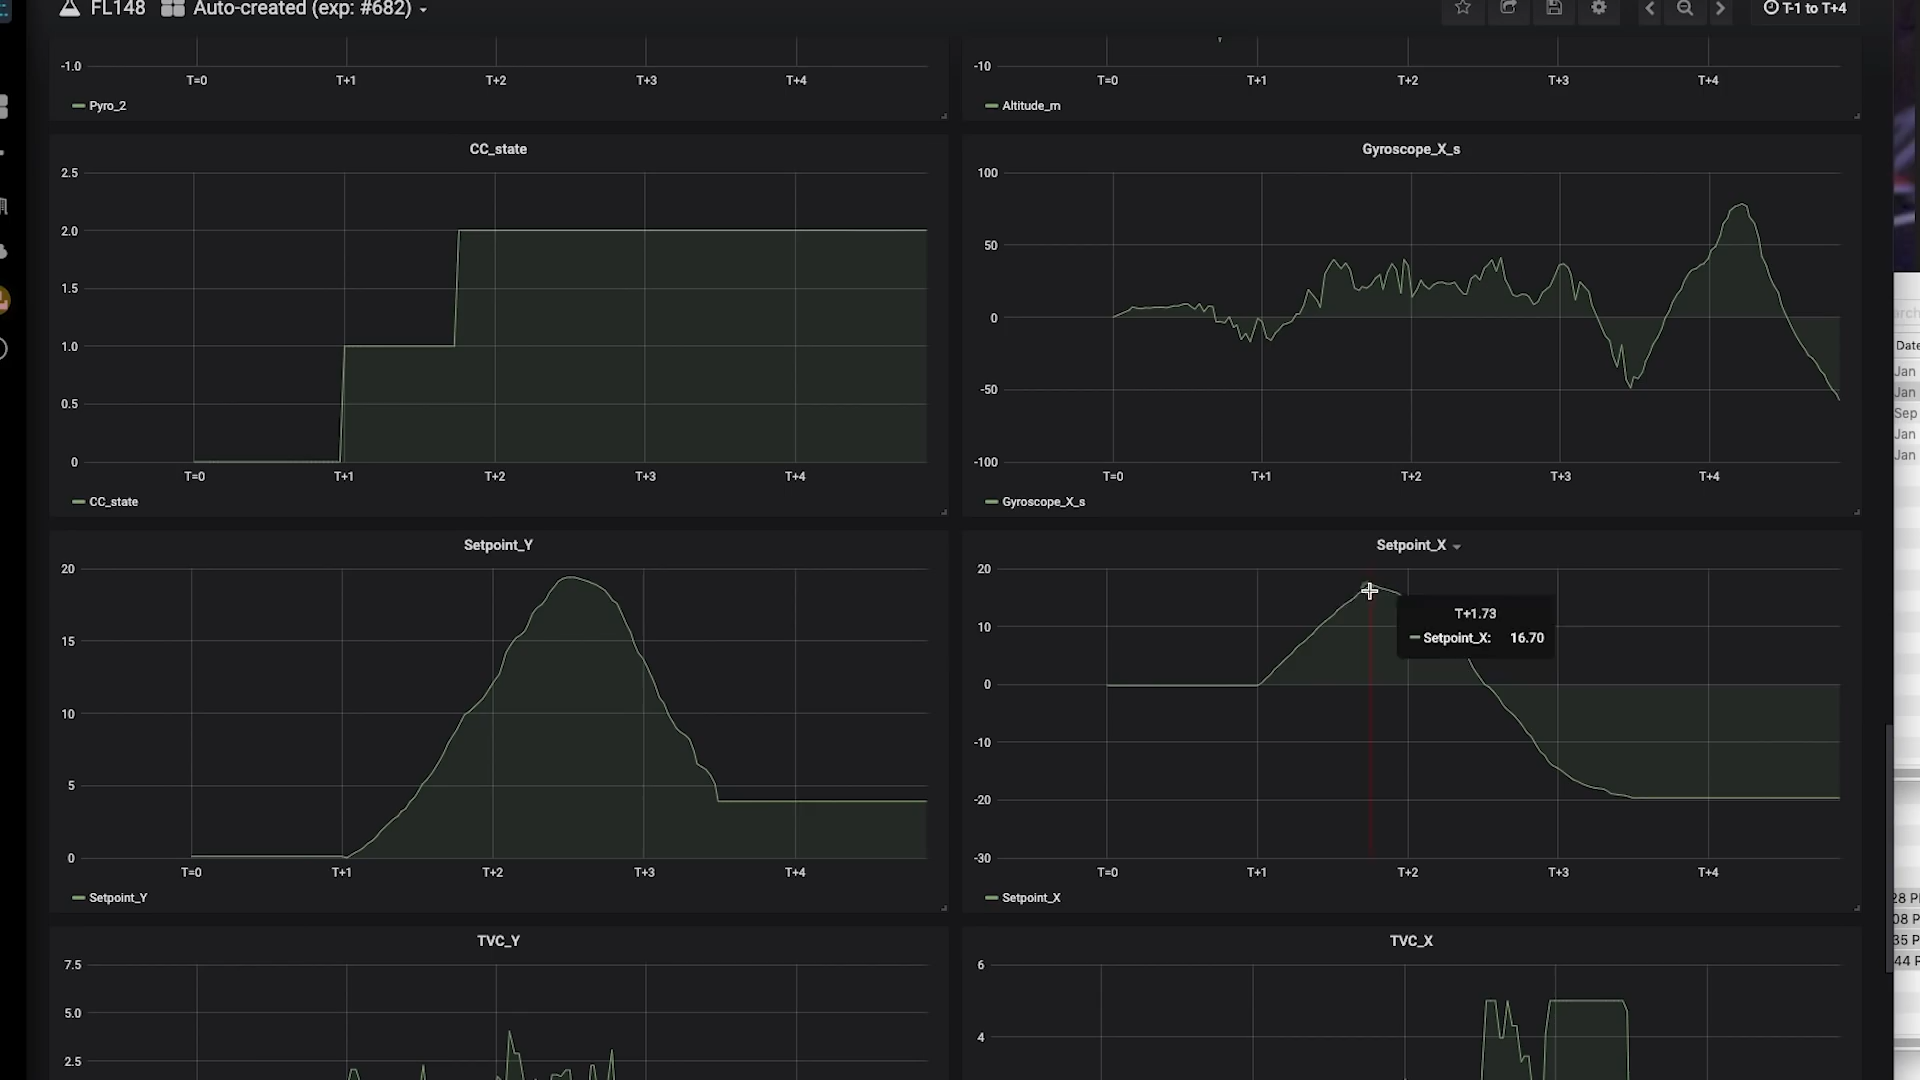 FL148 Auto-created (exp: #682)
T-1 to T+4
-1.0
T=0 T+1 T+2 T+3 T+4
Pyro_2
-10
T=0 T+1 T+2 T+3 T+4
Altitude_m
CC_state
2.5
2.0
1.5
1.0
0.5
0
T=0 T+1 T+2 T+3 T+4
CC_state
Gyroscope_X_s
100
50
0
-50
-100
T=0 T+1 T+2 T+3 T+4
Gyroscope_X_s
Setpoint_Y
20
15
10
5
0
T=0 T+1 T+2 T+3 T+4
Setpoint_Y
Setpoint_X
20
10
0
-10
-20
-30
T+1.73
Setpoint_X: 16.70
T=0 T+1 T+2 T+3 T+4
Setpoint_X
TVC_Y
7.5
5.0
2.5
TVC_X
6
4
Date
Jan
Jan
Sep
Jan
Jan
28 P
08 P
35 P
44 P